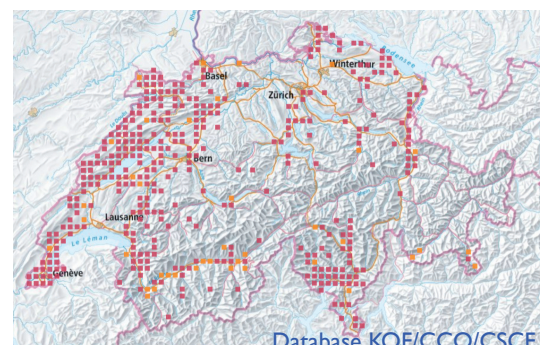 Basel
Winterthur
Zürich
Bern
Lausanne
Le Léman
Genève
Database KOF/CCO/CSCF